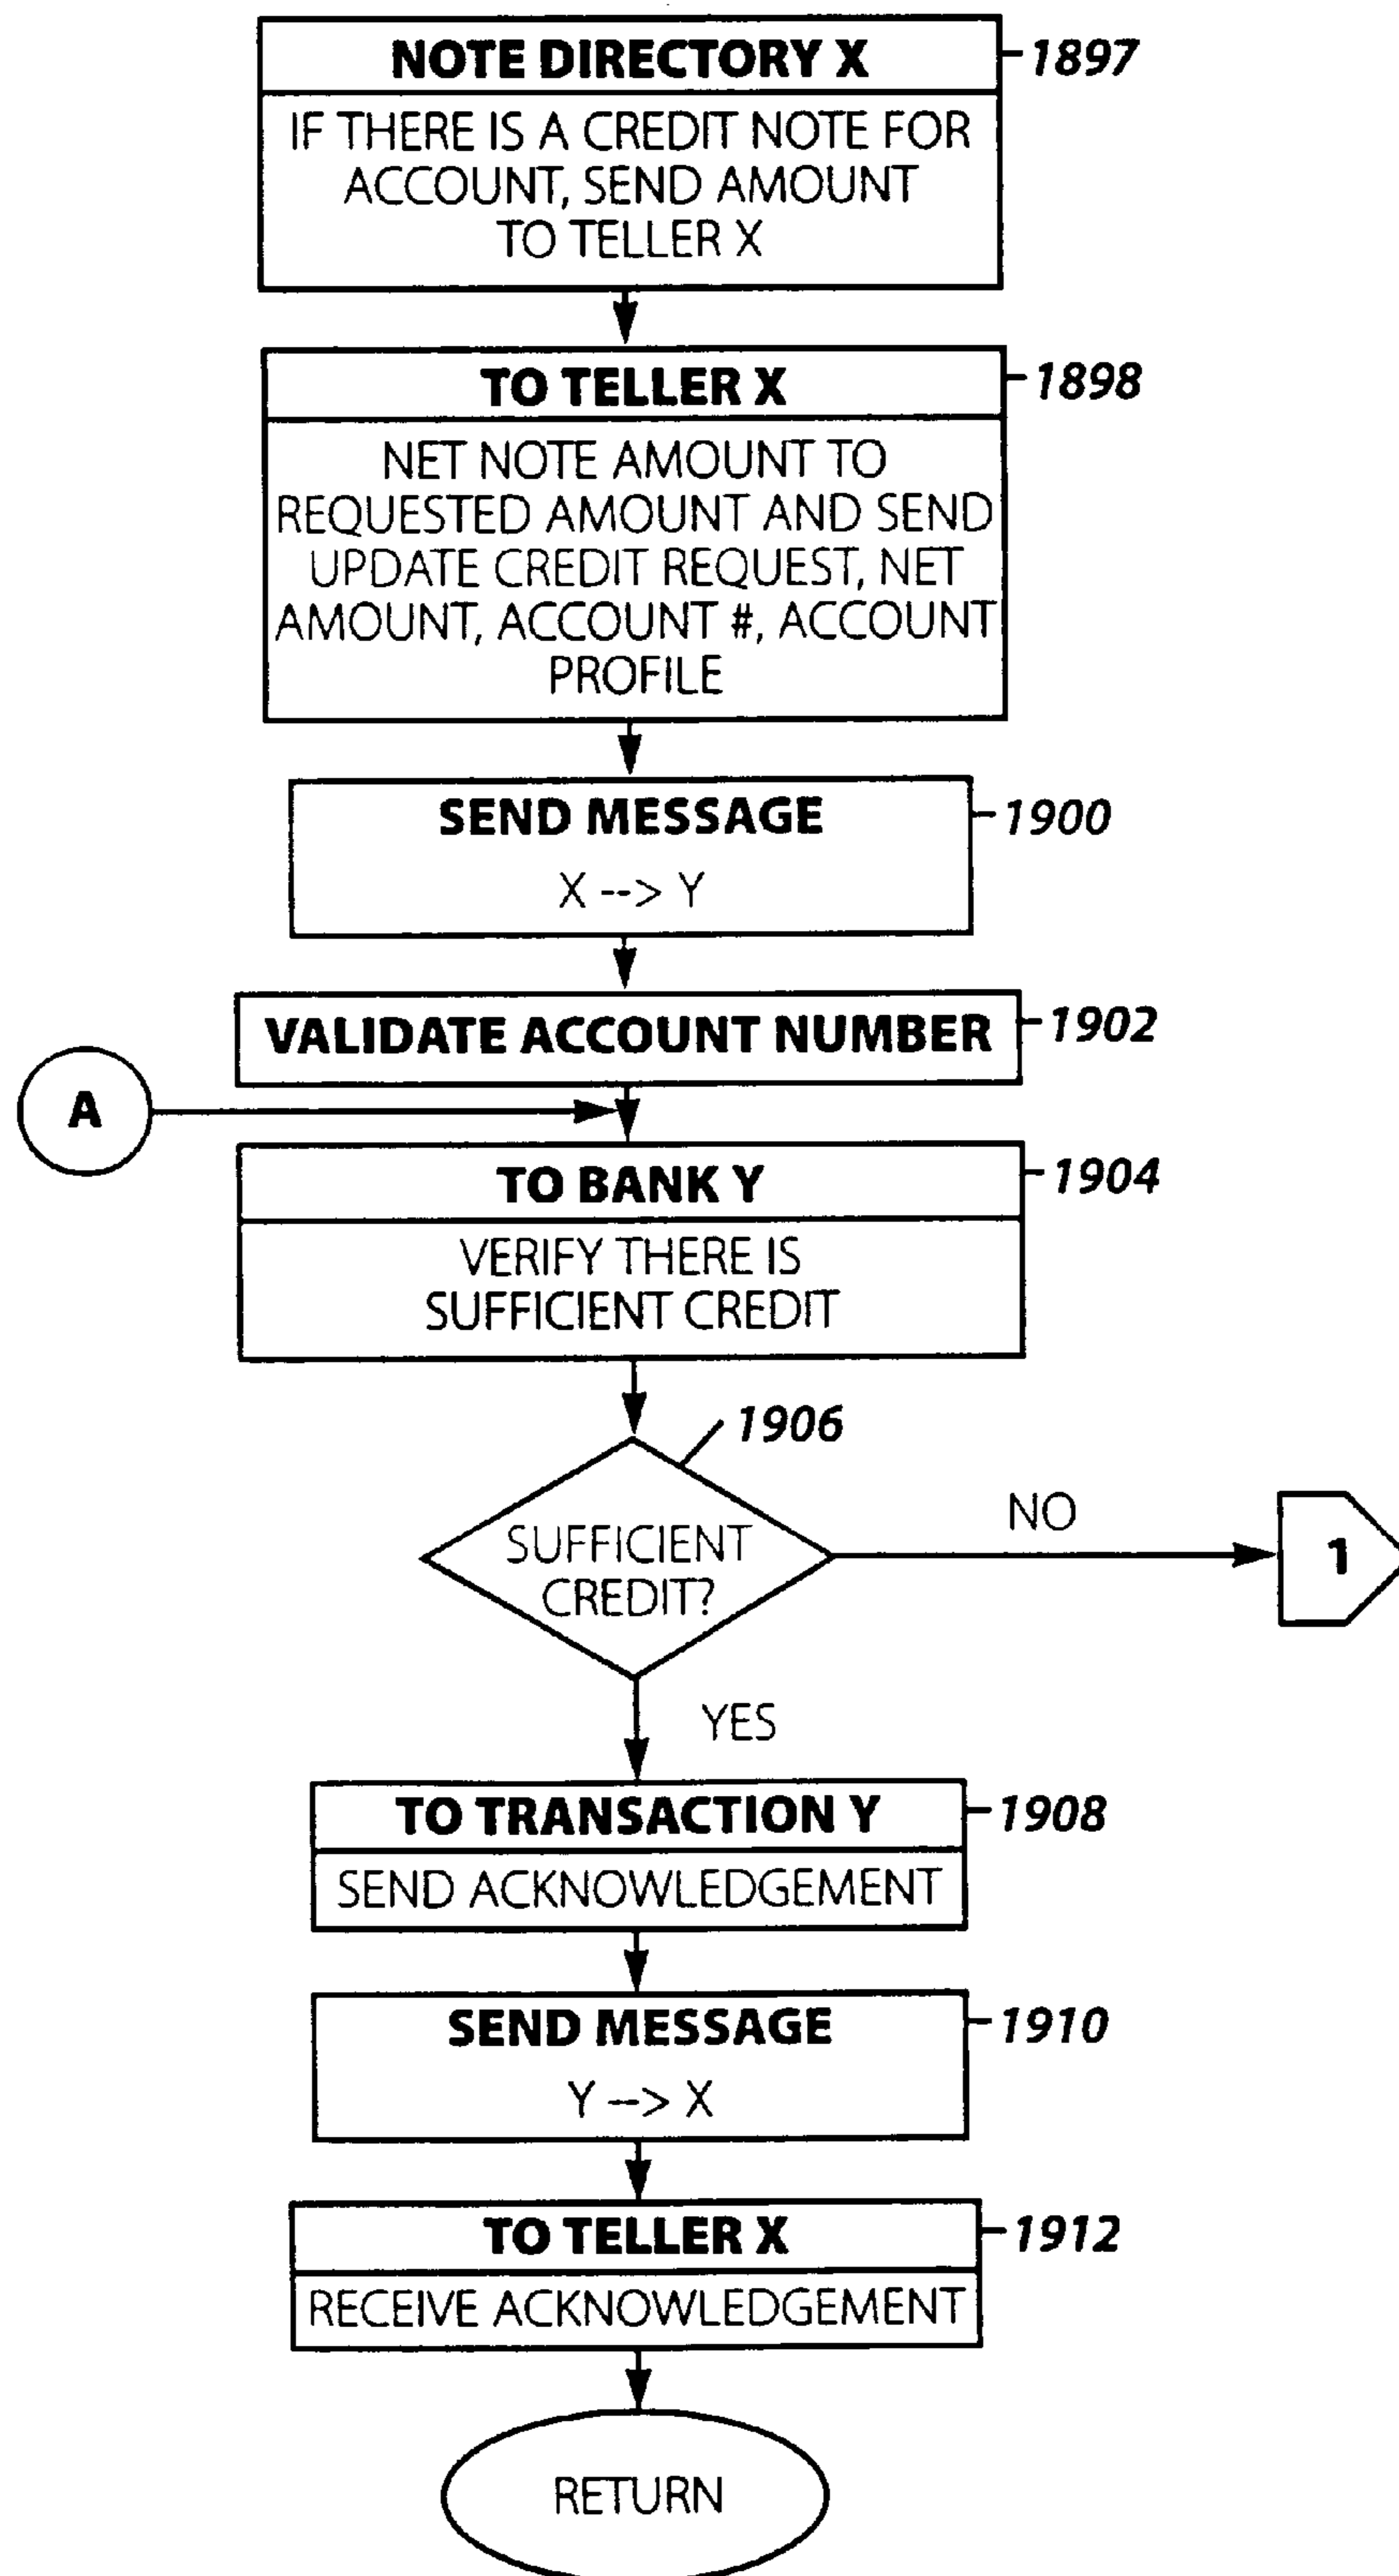 NOTE DIRECTORY X
1897
IF THERE IS A CREDIT NOTE FOR
ACCOUNT, SEND AMOUNT
TO TELLER X
TO TELLER X
1898
NET NOTE AMOUNT TO
REQUESTED AMOUNT AND SEND
UPDATE CREDIT REQUEST, NET
AMOUNT, ACCOUNT #, ACCOUNT
PROFILE
SEND MESSAGE
1900
X --> Y
VALIDATE ACCOUNT NUMBER
1902
A
TO BANK Y
1904
VERIFY THERE IS
SUFFICIENT CREDIT
1906
SUFFICIENT
CREDIT?
NO
1
YES
TO TRANSACTION Y
1908
SEND ACKNOWLEDGEMENT
SEND MESSAGE
1910
Y --> X
TO TELLER X
1912
RECEIVE ACKNOWLEDGEMENT
RETURN